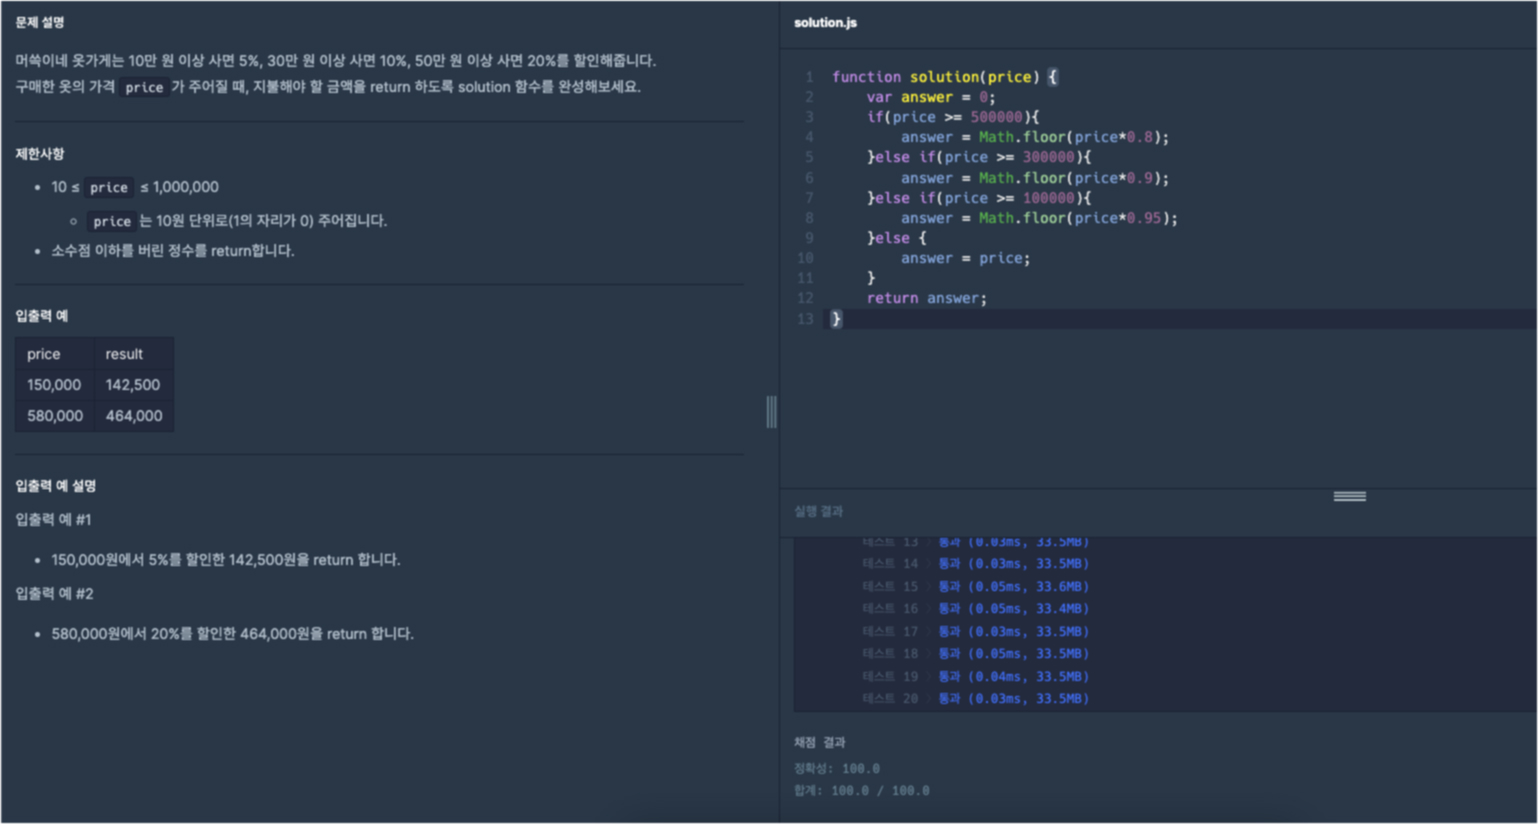 문제 설명
머쓱이네 옷가게는 10만 원 이상 사면 5%, 30만 원 이상 사면 10%, 50만 원 이상 사면 20%를 할인해줍니다.
구매한 옷의 가격 price 가 주어질 때, 지불해야 할 금액을 return 하도록 solution 함수를 완성해보세요.
제한사항
• 10 ≤ price ≤ 1,000,000
◦ price 는 10원 단위로(1의 자리가 0) 주어집니다.
• 소수점 이하를 버린 정수를 return합니다.
입출력 예
price result
150,000 142,500
580,000 464,000
입출력 예 설명
입출력 예 #1
• 150,000원에서 5%를 할인한 142,500원을 return 합니다.
입출력 예 #2
• 580,000원에서 20%를 할인한 464,000원을 return 합니다.
solution.js
1 function solution(price) {
2 var answer = 0;
3 if(price >= 500000){
4 answer = Math.floor(price*0.8);
5 }else if(price >= 300000){
6 answer = Math.floor(price*0.9);
7 }else if(price >= 100000){
8 answer = Math.floor(price*0.95);
9 }else {
10 answer = price;
11 }
12 return answer;
13 }
실행 결과
테스트 13 > 통과 (0.03ms, 33.5MB)
테스트 14 > 통과 (0.03ms, 33.5MB)
테스트 15 > 통과 (0.05ms, 33.6MB)
테스트 16 > 통과 (0.05ms, 33.4MB)
테스트 17 > 통과 (0.03ms, 33.5MB)
테스트 18 > 통과 (0.05ms, 33.5MB)
테스트 19 > 통과 (0.04ms, 33.5MB)
테스트 20 > 통과 (0.03ms, 33.5MB)
채점 결과
정확성: 100.0
합계: 100.0 / 100.0